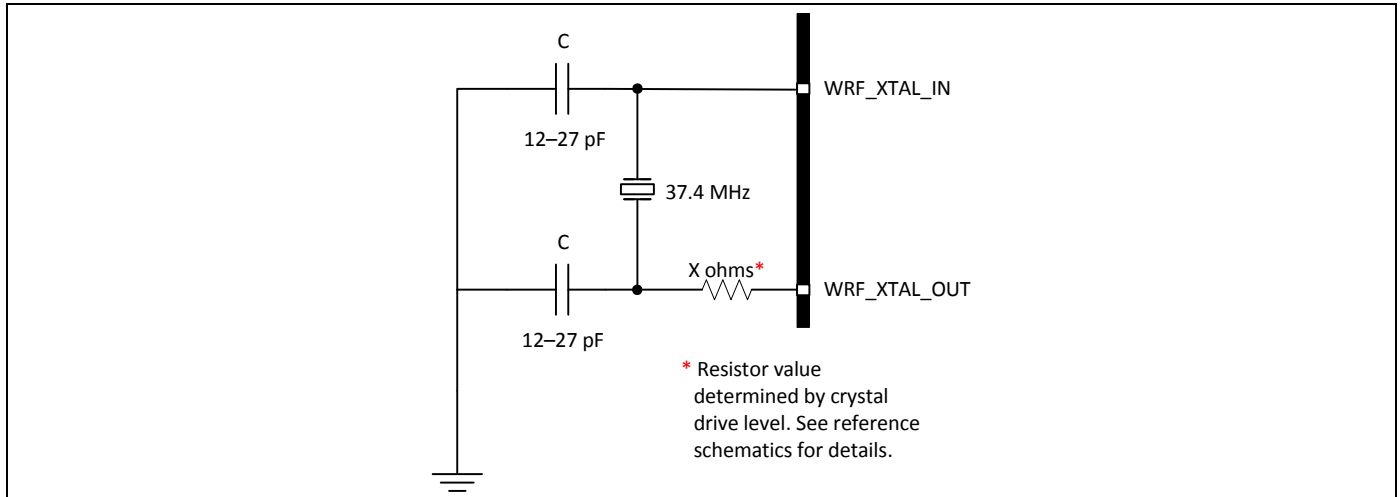 C
WRF_XTAL_IN
12–27 pF
37.4 MHz
C
X ohms*
WRF_XTAL_OUT
12–27 pF
* Resistor value
determined by crystal
drive level. See reference
schematics for details.